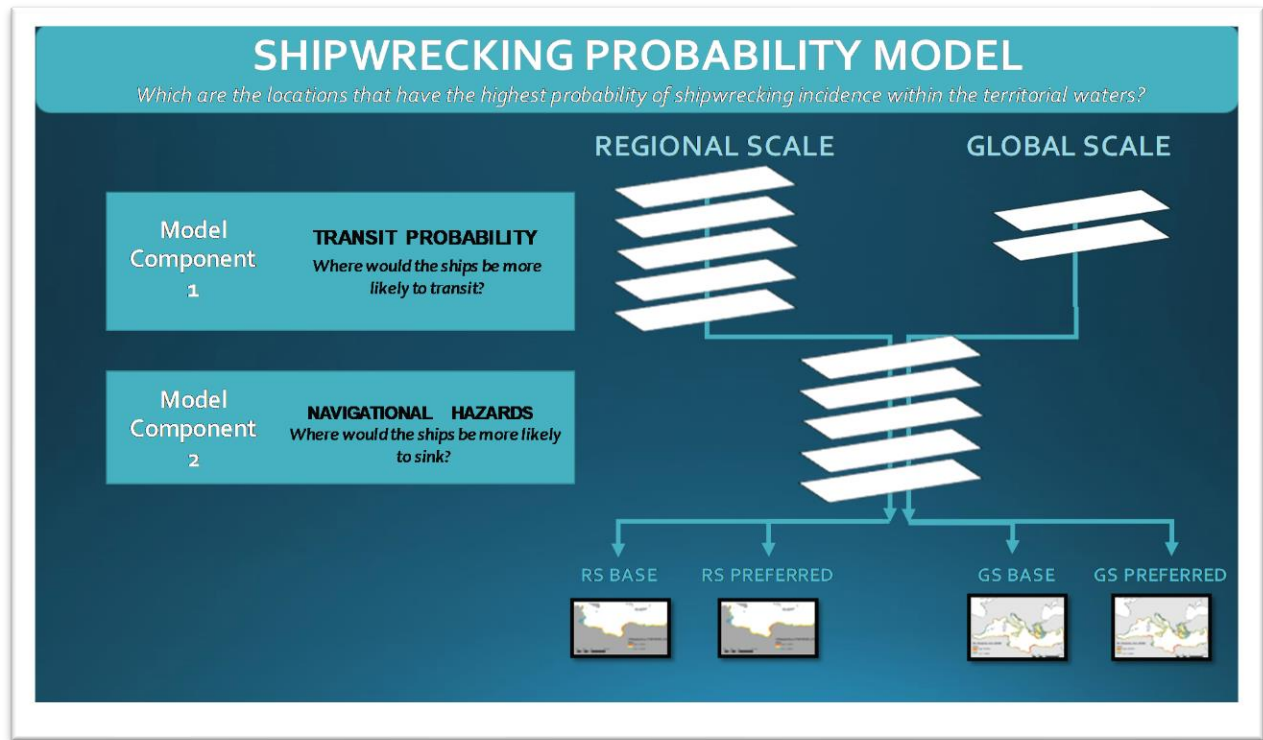 SHIPWRECKING PROBABILITY MODEL
Which are the locations that have the highest probability of shipwrecking incidence within the territorial waters?
REGIONAL SCALE
GLOBAL SCALE
Model
Component
1
TRANSIT PROBABILITY
Where would the ships be more
likely to transit?
Model
Component
2
NAVIGATIONAL HAZARDS
Where would the ships be more likely
to sink?
RS BASE
RS PREFERRED
GS BASE
GS PREFERRED